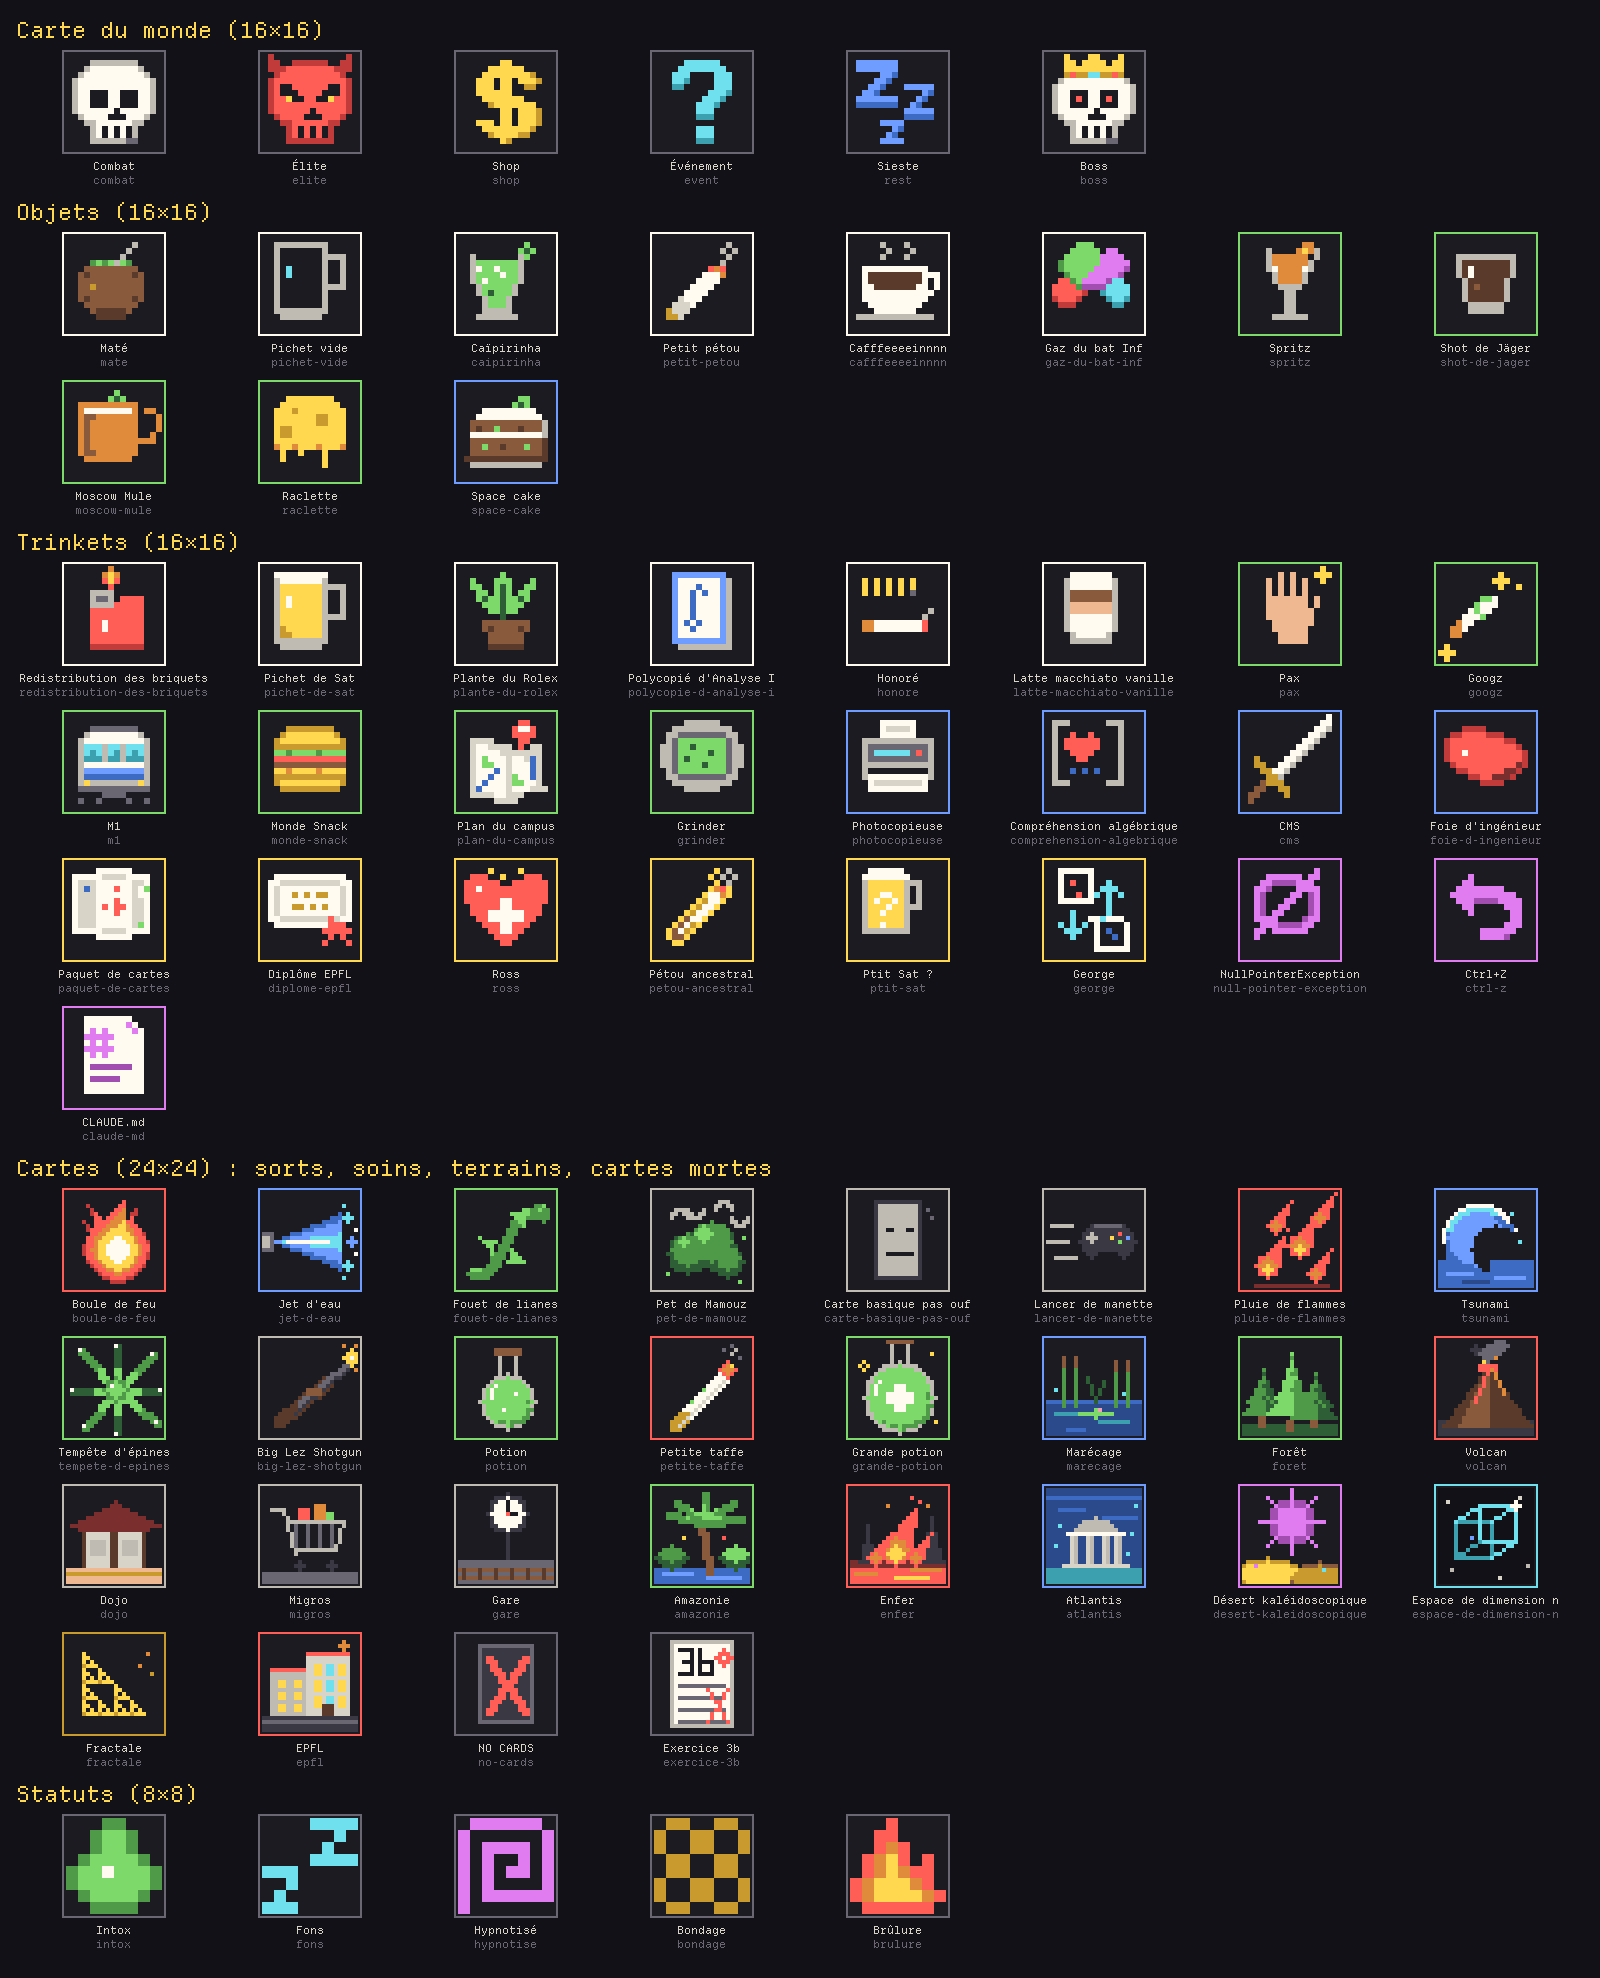 Carte du monde (16×16)
Combat
combat
Élite
elite
Shop
shop
Événement
event
Sieste
rest
Boss
boss
Objets (16×16)
Maté
mate
Pichet vide
pichet-vide
Caïpirinha
caipirinha
Petit pétou
petit-petou
Cafffeeeeinnnn
cafffeeeeinnnn
Gaz du bat Inf
gaz-du-bat-inf
Spritz
spritz
Shot de Jäger
shot-de-jager
Moscow Mule
moscow-mule
Raclette
raclette
Space cake
space-cake
Trinkets (16×16)
Redistribution des briquets
redistribution-des-briquets
Pichet de Sat
pichet-de-sat
Plante du Rolex
plante-du-rolex
Polycopié d'Analyse I
polycopie-d-analyse-i
Honoré
honore
Latte macchiato vanille
latte-macchiato-vanille
Pax
pax
Googz
googz
M1
m1
Monde Snack
monde-snack
Plan du campus
plan-du-campus
Grinder
grinder
Photocopieuse
photocopieuse
Compréhension algébrique
comprehension-algebrique
CMS
cms
Foie d'ingénieur
foie-d-ingenieur
Paquet de cartes
paquet-de-cartes
Diplôme EPFL
diplome-epfl
Ross
ross
Pétou ancestral
petou-ancestral
?
Ptit Sat ?
ptit-sat
George
george
NullPointerException
null-pointer-exception
Ctrl+Z
ctrl-z
#
CLAUDE.md
claude-md
Cartes (24×24) : sorts, soins, terrains, cartes mortes
Boule de feu
boule-de-feu
Jet d'eau
jet-d-eau
Fouet de lianes
fouet-de-lianes
Pet de Mamouz
pet-de-mamouz
Carte basique pas ouf
carte-basique-pas-ouf
Lancer de manette
lancer-de-manette
Pluie de flammes
pluie-de-flammes
Tsunami
tsunami
Tempête d'épines
tempete-d-epines
Big Lez Shotgun
big-lez-shotgun
Potion
potion
Petite taffe
petite-taffe
Grande potion
grande-potion
Marécage
marecage
Forêt
foret
Volcan
volcan
Dojo
dojo
Migros
migros
Gare
gare
Amazonie
amazonie
Enfer
enfer
Atlantis
atlantis
Désert kaléidoscopique
desert-kaleidoscopique
Espace de dimension n
espace-de-dimension-n
Fractale
fractale
EPFL
epfl
NO CARDS
no-cards
3b
Exercice 3b
exercice-3b
Statuts (8×8)
Intox
intox
Fons
fons
Hypnotisé
hypnotise
Bondage
bondage
Brûlure
brulure